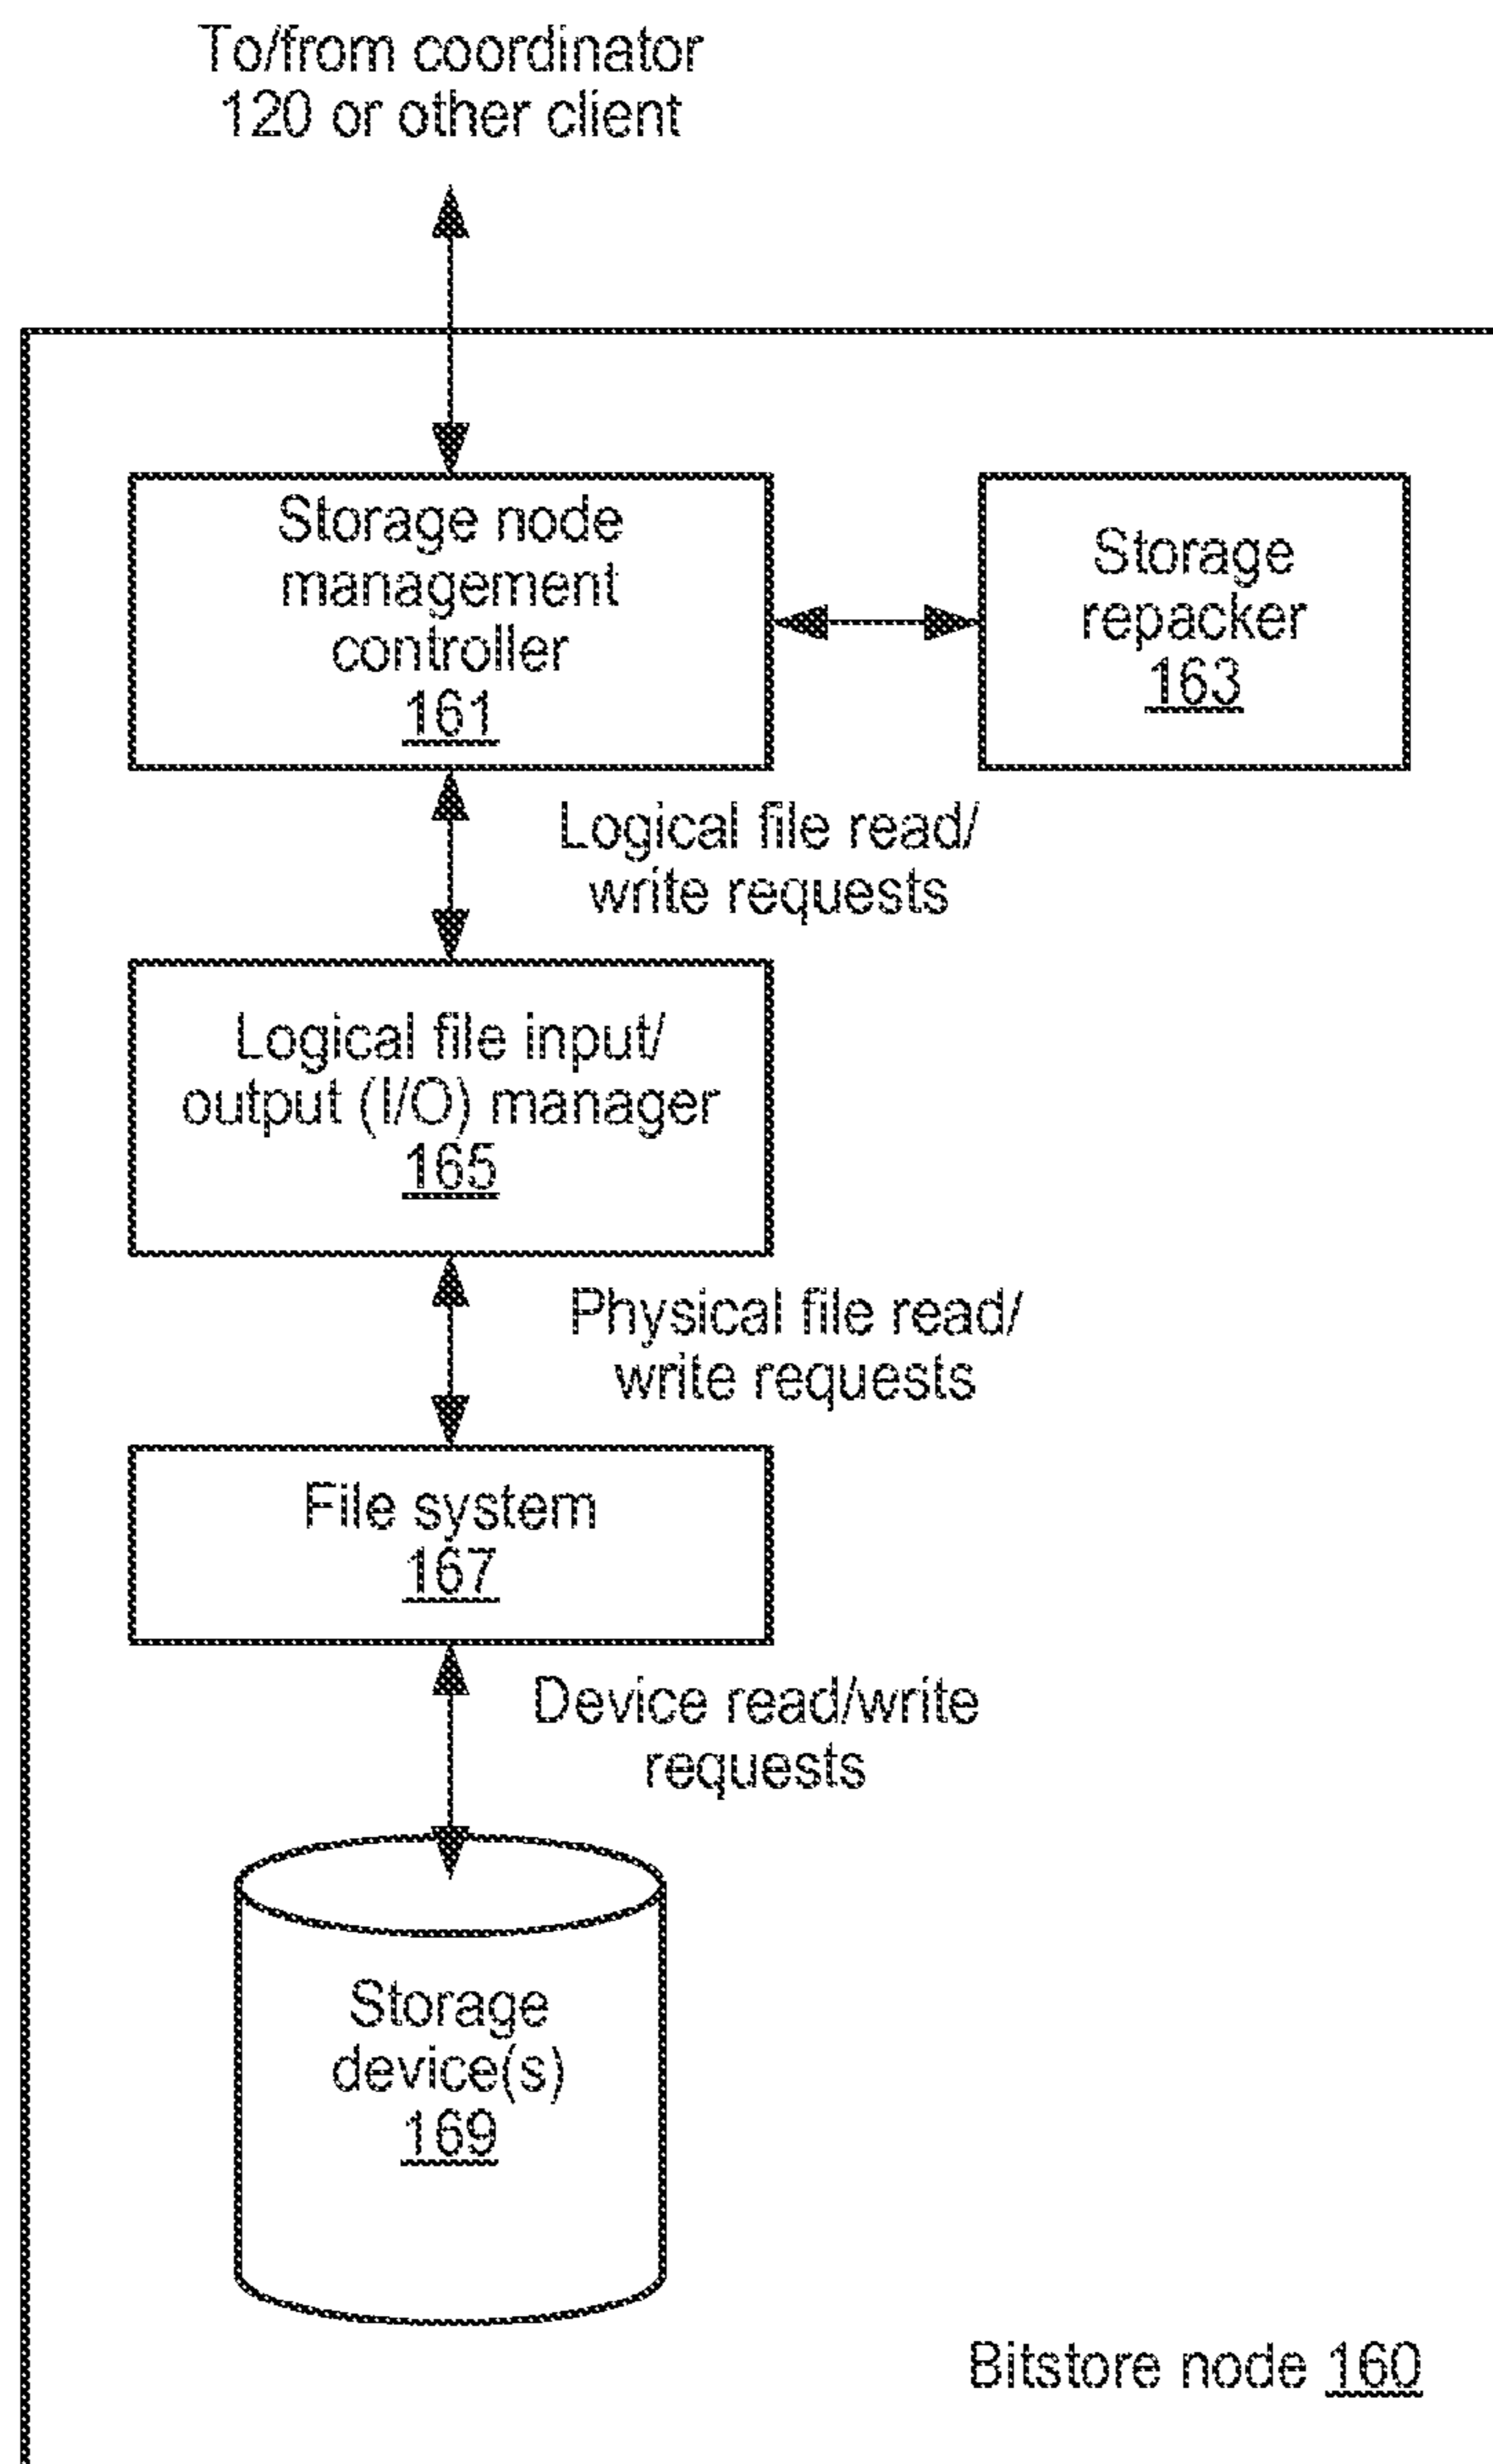 To/from coordinator
120 or other client
Storage node
management
controller
161
Storage
repacker
163
Logical file read/
write requests
Logical file input/
output (I/O) manager
165
Physical file read/
write requests
File system
167
Device read/write
requests
Storage
device(s)
169
Bitstore node 160